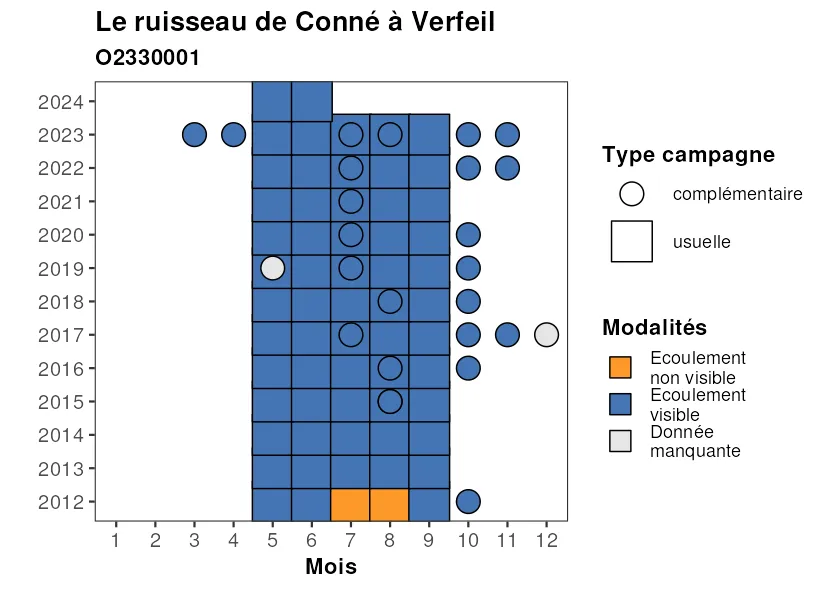 Le ruisseau de Conné à Verfeil
O2330001
2024
2023
2022
2021
2020
2019
2018
2017
2016
2015
2014
2013
2012
1 2 3 4 5 6 7 8 9 10 11 12
Mois
Type campagne
complémentaire
usuelle
Modalités
Ecoulement
non visible
Ecoulement
visible
Donnée
manquante